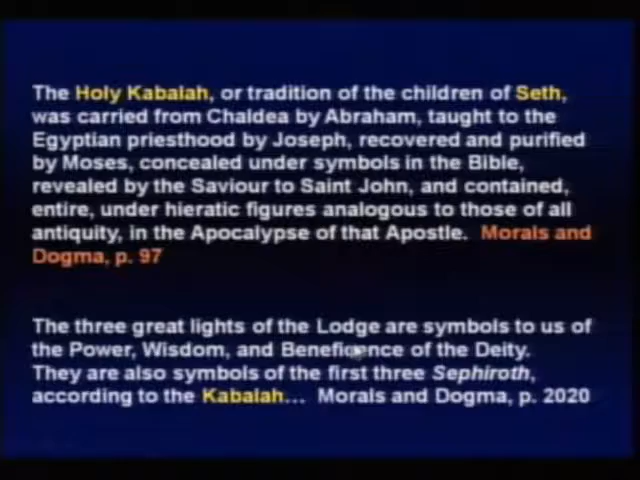 The Holy Kabalah, or tradition of the children of Seth,
was carried from Chaldea by Abraham, taught to the
Egyptian priesthood by Joseph, recovered and purified
by Moses, concealed under symbols in the Bible,
revealed by the Saviour to Saint John, and contained,
entire, under hieratic figures analogous to those of all
antiquity, in the Apocalypse of that Apostle. Morals and
Dogma, p. 97
The three great lights of the Lodge are symbols to us of
the Power, Wisdom, and Beneficence of the Deity.
They are also symbols of the first three Sephiroth,
according to the Kabalah... Morals and Dogma, p. 2020